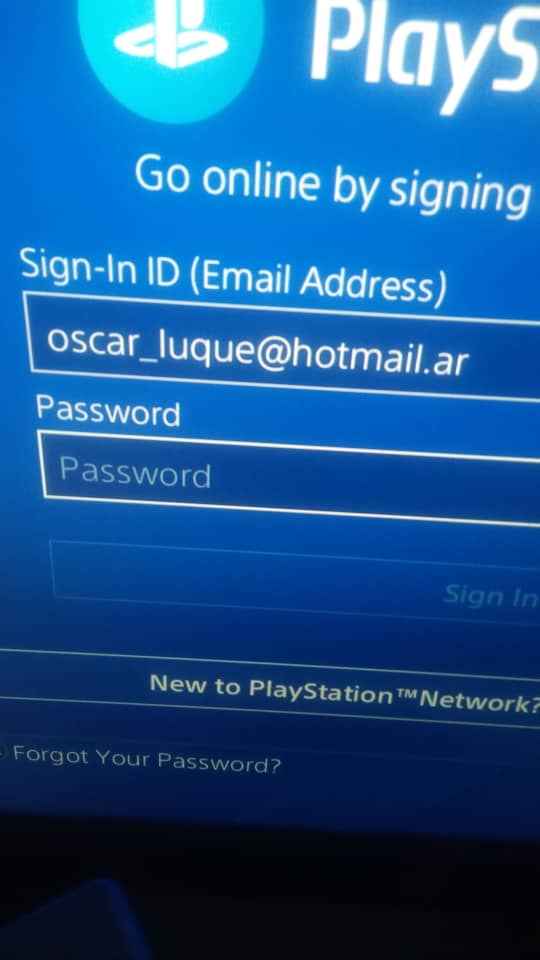 PlayS
Go online by signing
Sign-In ID (Email Address)
oscar_luque@hotmail.ar
Password
Password
Sign In
New to PlayStation™Network?
Forgot Your Password?